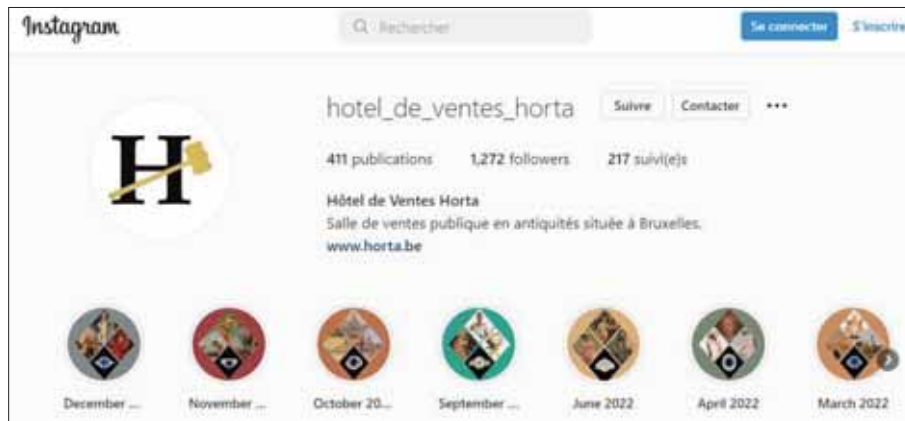 Instagram
Rechercher
Se connecter
S'inscrire
H
hotel_de_ventes_horta
Suivre
Contacter
411 publications 1,272 followers 217 suivi(e)s
Hôtel de Ventes Horta
Salle de ventes publique en antiquités située à Bruxelles.
www.horta.be
December ...
November ...
October 20...
September ...
June 2022
April 2022
March 2022